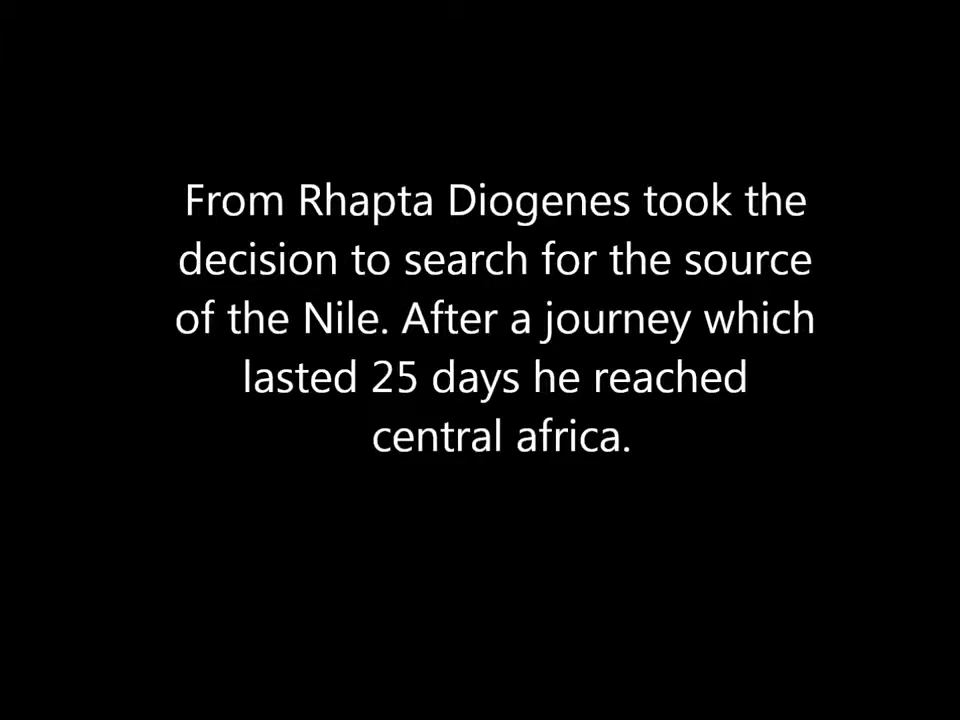 From Rhapta Diogenes took the
decision to search for the source
of the Nile. After a journey which
lasted 25 days he reached
central africa.